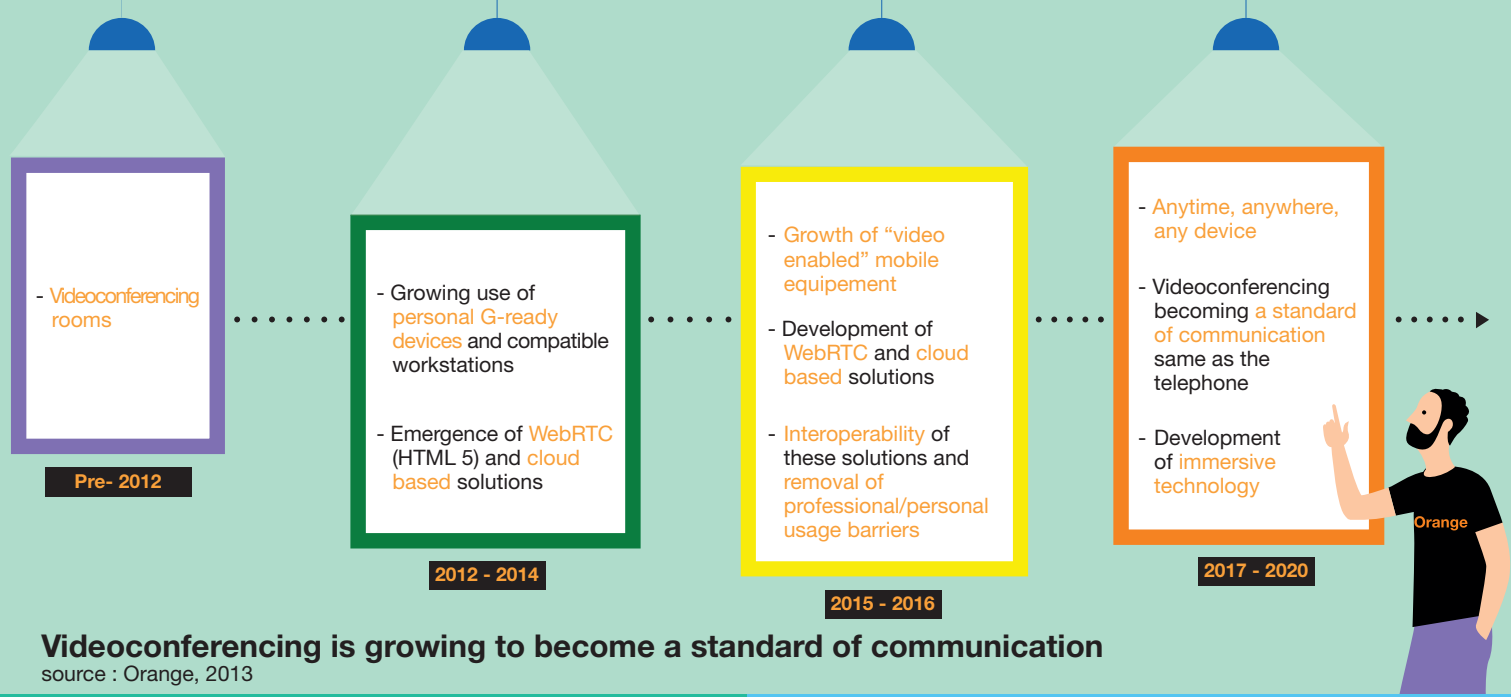 - Videoconferencing
rooms
Pre- 2012
- Growing use of
personal G-ready
devices and compatible
workstations
- Emergence of WebRTC
(HTML 5) and cloud
based solutions
2012 - 2014
- Growth of “video
enabled” mobile
equipement
- Development of
WebRTC and cloud
based solutions
- Interoperability of
these solutions and
removal of
professional/personal
usage barriers
2015 - 2016
- Anytime, anywhere,
any device
- Videoconferencing
becoming a standard
of communication
same as the
telephone
- Development
of immersive
technology
2017 - 2020
Orange
Videoconferencing is growing to become a standard of communication
source : Orange, 2013